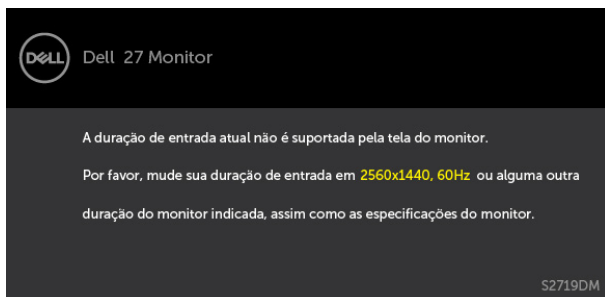 DELL
Dell 27 Monitor
A duração de entrada atual não é suportada pela tela do monitor.
Por favor, mude sua duração de entrada em 2560x1440, 60Hz ou alguma outra
duração do monitor indicada, assim como as especificações do monitor.
S2719DM